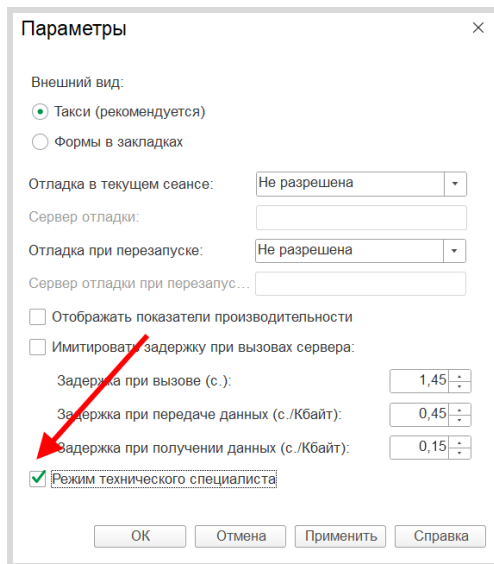 Параметры
Внешний вид:
Такси (рекомендуется)
Формы в закладках
Отладка в текущем сеансе: Не разрешена
Сервер отладки:
Отладка при перезапуске: Не разрешена
Сервер отладки при перезапус...
Отображать показатели производительности
Имитировать задержку при вызовах сервера:
Задержка при вызове (с.): 1,45
Задержка при передаче данных (с./Кбайт): 0,45
Задержка при получении данных (с./Кбайт): 0,15
Режим технического специалиста
ОК Отмена Применить Справка